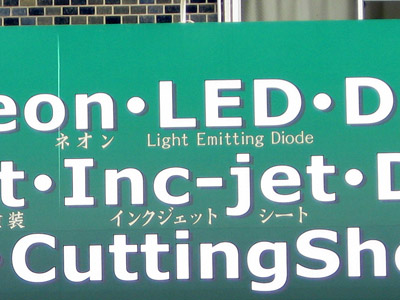 eon・LED・D
ネオン Light Emitting Diode
t・Inc-jet・D
装 インクジェット シート
・CuttingShe